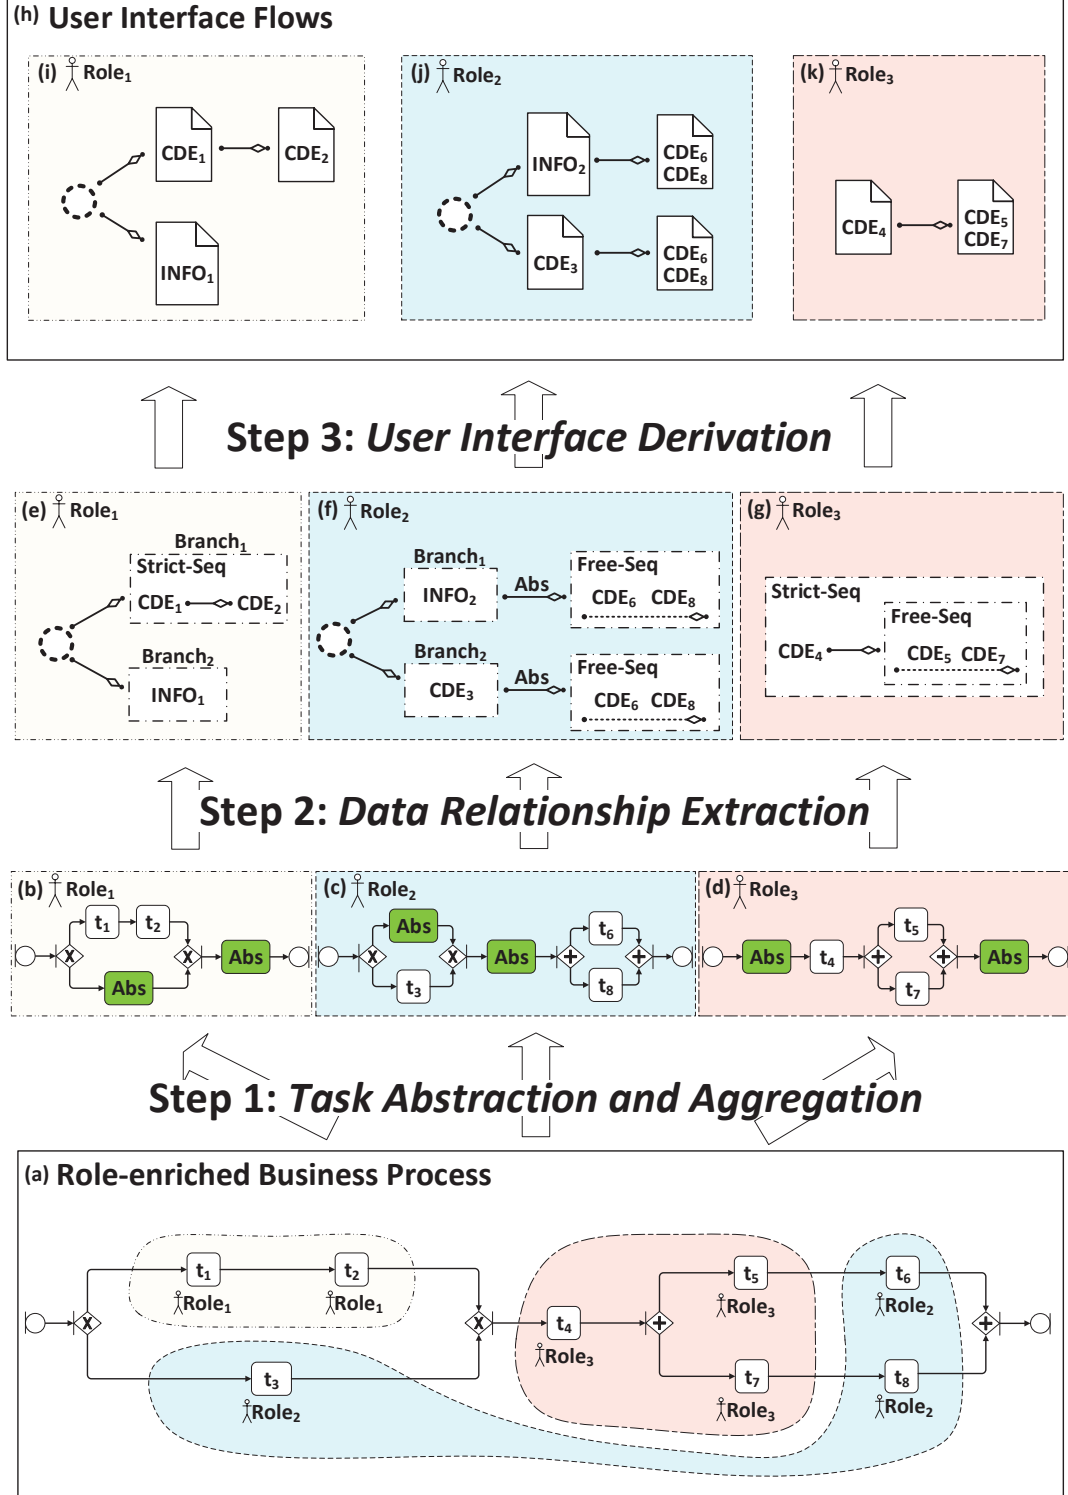 (h) User Interface Flows
(i) Role1
(j) Role2
(k) Role3
CDE1 CDE2
INFO1
INFO2 CDE6 CDE8
CDE3 CDE6 CDE8
CDE4 CDE5 CDE7
Step 3: User Interface Derivation
(e) Role1
Branch1
Strict-Seq
CDE1 CDE2
Branch2
INFO1
(f) Role2
Branch1
INFO2
Abs
Free-Seq
CDE6 CDE8
Branch2
CDE3
Abs
Free-Seq
CDE6 CDE8
(g) Role3
Strict-Seq
Free-Seq
CDE4
CDE5 CDE7
Step 2: Data Relationship Extraction
(b) Role1
t1 t2
X X
Abs
Abs
(c) Role2
Abs
X X
t3
Abs
t6
+ +
t8
(d) Role3
Abs
t4
t5
+ +
t7
Abs
Step 1: Task Abstraction and Aggregation
(a) Role-enriched Business Process
t1 t2
Role1 Role1
X X
t3
Role2
t4
Role3
t5
Role3
t6
Role2
+ +
t7
Role3
t8
Role2